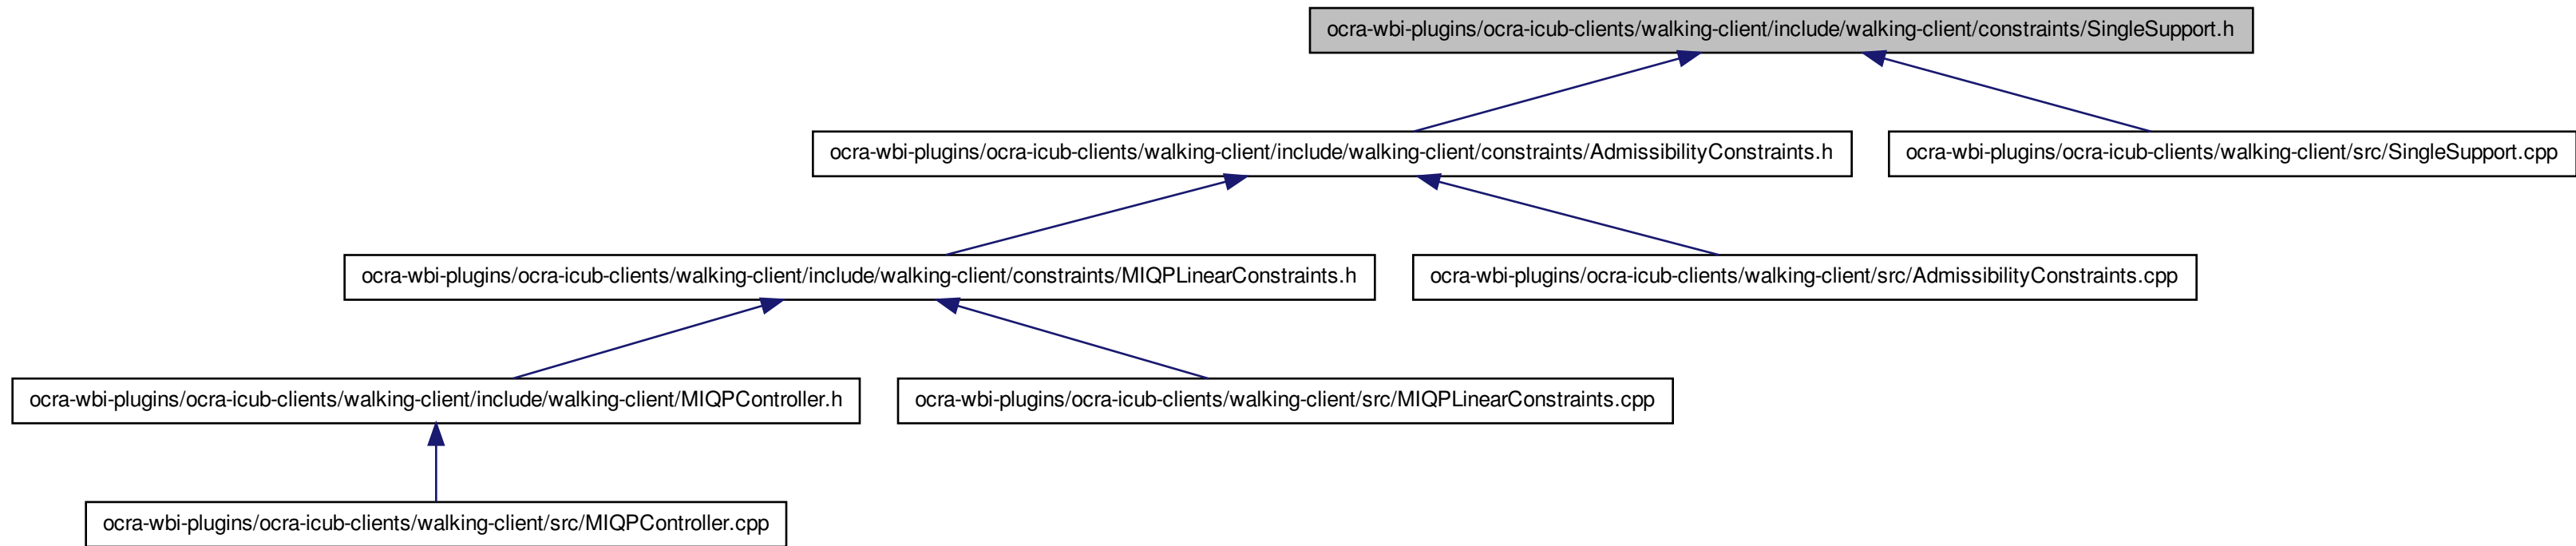 ocra-wbi-plugins/ocra-icub-clients/walking-client/include/walking-client/constraints/SingleSupport.h
ocra-wbi-plugins/ocra-icub-clients/walking-client/include/walking-client/constraints/AdmissibilityConstraints.h
ocra-wbi-plugins/ocra-icub-clients/walking-client/src/SingleSupport.cpp
ocra-wbi-plugins/ocra-icub-clients/walking-client/include/walking-client/constraints/MIQPLinearConstraints.h
ocra-wbi-plugins/ocra-icub-clients/walking-client/src/AdmissibilityConstraints.cpp
ocra-wbi-plugins/ocra-icub-clients/walking-client/include/walking-client/MIQPController.h
ocra-wbi-plugins/ocra-icub-clients/walking-client/src/MIQPLinearConstraints.cpp
ocra-wbi-plugins/ocra-icub-clients/walking-client/src/MIQPController.cpp